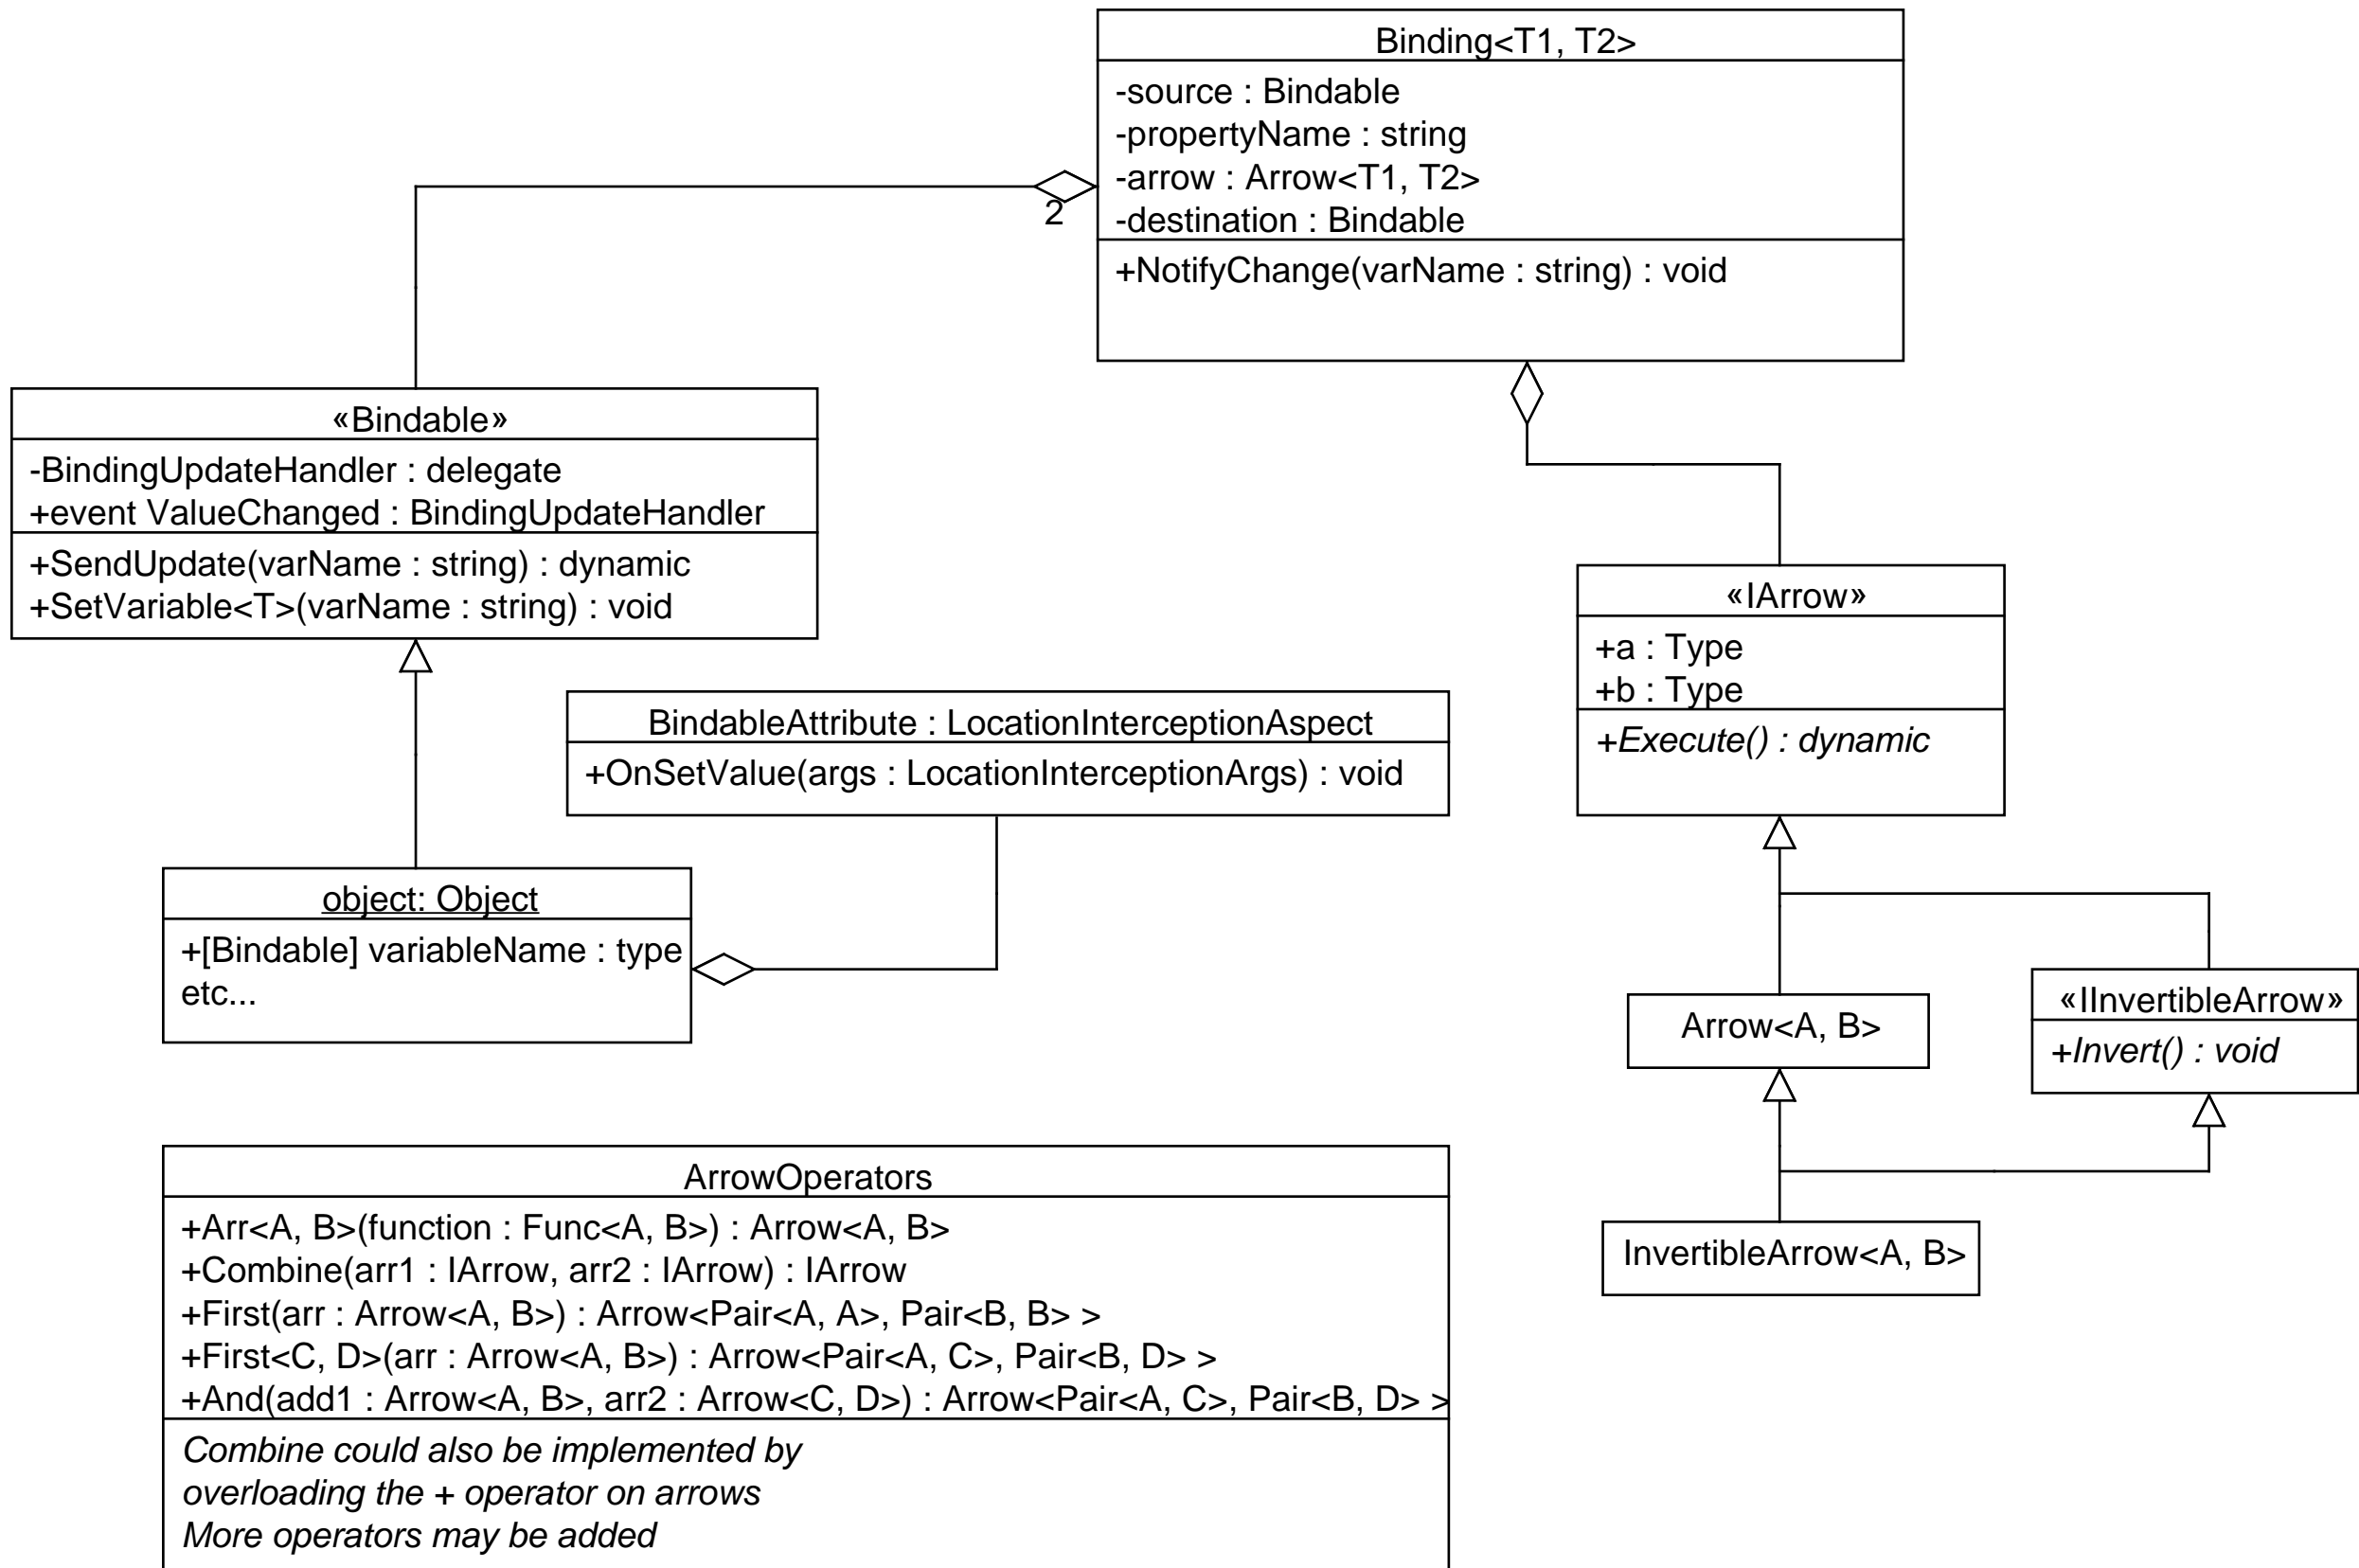 Binding<T1, T2>
-source : Bindable
-propertyName : string
-arrow : Arrow<T1, T2>
-destination : Bindable
+NotifyChange(varName : string) : void
2
«Bindable»
-BindingUpdateHandler : delegate
+event ValueChanged : BindingUpdateHandler
+SendUpdate(varName : string) : dynamic
+SetVariable<T>(varName : string) : void
«IArrow»
+a : Type
+b : Type
+Execute() : dynamic
BindableAttribute : LocationInterceptionAspect
+OnSetValue(args : LocationInterceptionArgs) : void
object: Object
+[Bindable] variableName : type
etc...
Arrow<A, B>
«IInvertibleArrow»
+Invert() : void
InvertibleArrow<A, B>
ArrowOperators
+Arr<A, B>(function : Func<A, B>) : Arrow<A, B>
+Combine(arr1 : IArrow, arr2 : IArrow) : IArrow
+First(arr : Arrow<A, B>) : Arrow<Pair<A, A>, Pair<B, B> >
+First<C, D>(arr : Arrow<A, B>) : Arrow<Pair<A, C>, Pair<B, D> >
+And(add1 : Arrow<A, B>, arr2 : Arrow<C, D>) : Arrow<Pair<A, C>, Pair<B, D> >
Combine could also be implemented by
overloading the + operator on arrows
More operators may be added